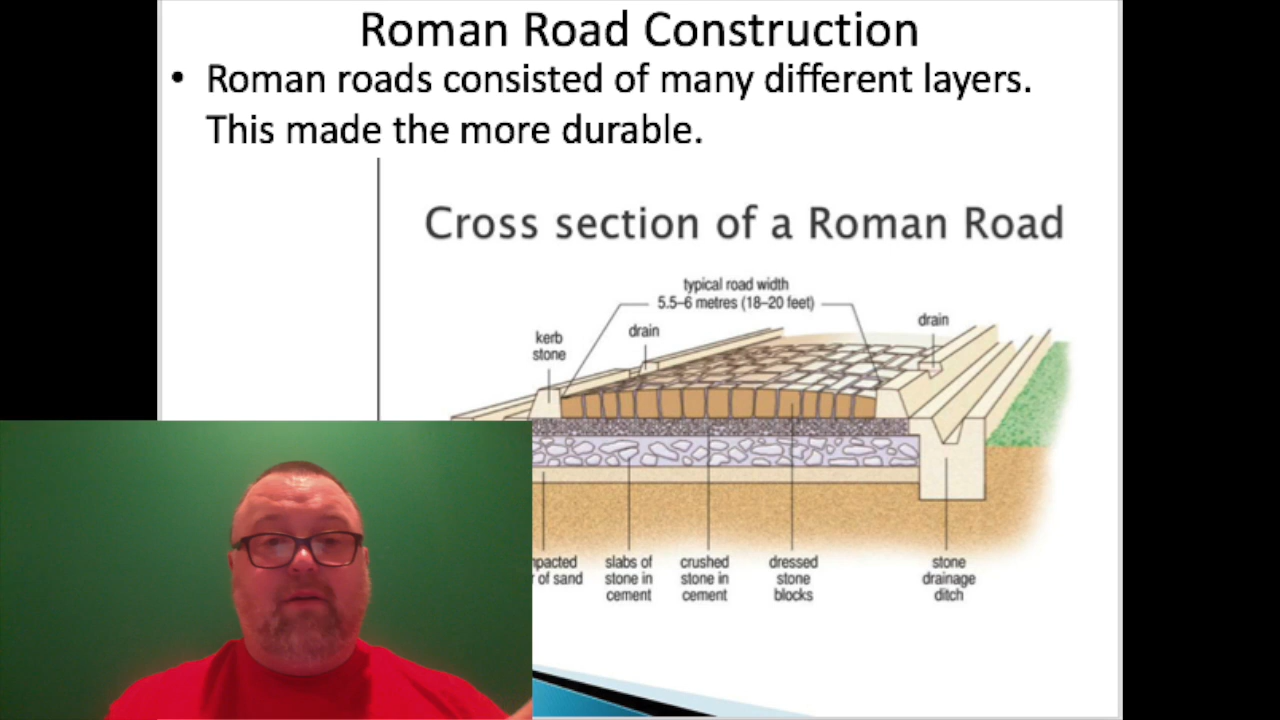 Roman Road Construction
• Roman roads consisted of many different layers.
This made the more durable.
Cross section of a Roman Road
typical road width
5.5–6 metres (18–20 feet)
drain
drain
kerb
stone
slabs of
stone in
cement
crushed
stone in
cement
dressed
stone
blocks
stone
drainage
ditch
of sand